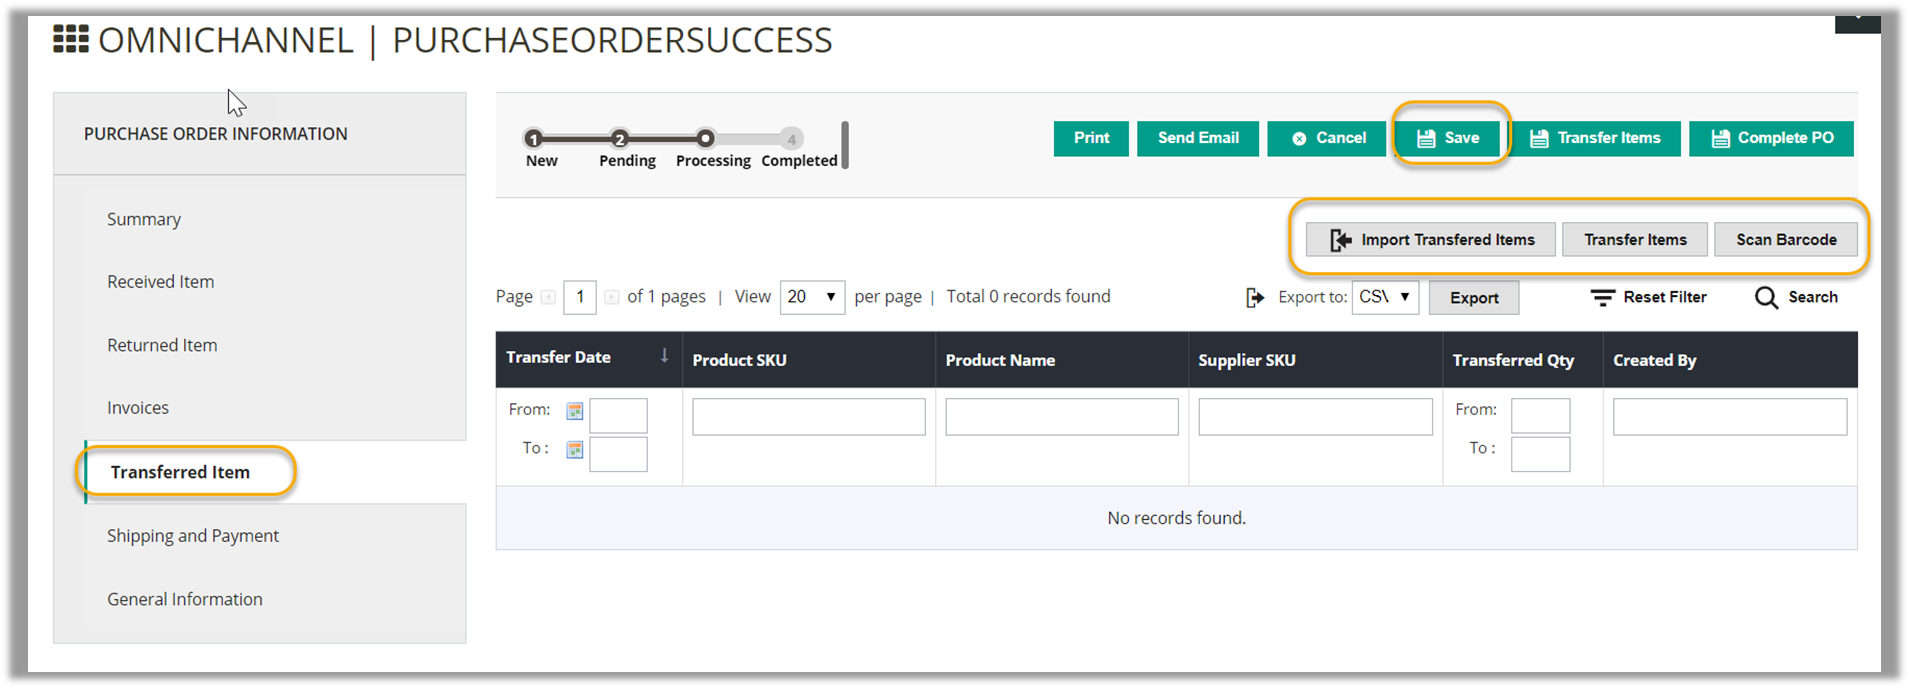 OMNICHANNEL | PURCHASEORDERSUCCESS
PURCHASE ORDER INFORMATION
Summary
Received Item
Returned Item
Invoices
Transferred Item
Shipping and Payment
General Information
1 2 4
New Pending Processing Completed
Print Send Email Cancel Save Transfer Items Complete PO
Import Transfered Items Transfer Items Scan Barcode
Page 1 of 1 pages | View 20 per page | Total 0 records found Export to: CSV Export Reset Filter Search
Transfer Date Product SKU Product Name Supplier SKU Transferred Qty Created By
From: From:
To : To :
No records found.